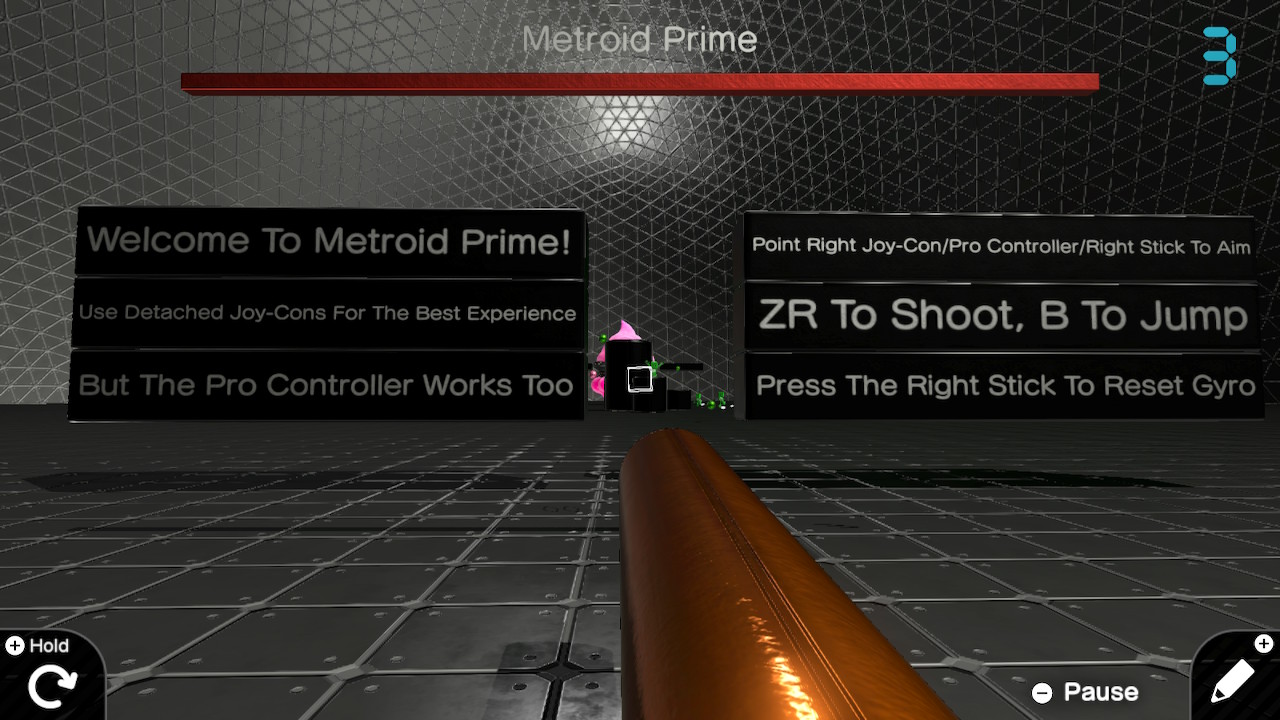 Metroid Prime
3
Welcome To Metroid Prime!
Use Detached Joy-Cons For The Best Experience
But The Pro Controller Works Too
Point Right Joy-Con/Pro Controller/Right Stick To Aim
ZR To Shoot, B To Jump
Press The Right Stick To Reset Gyro
Hold
Pause